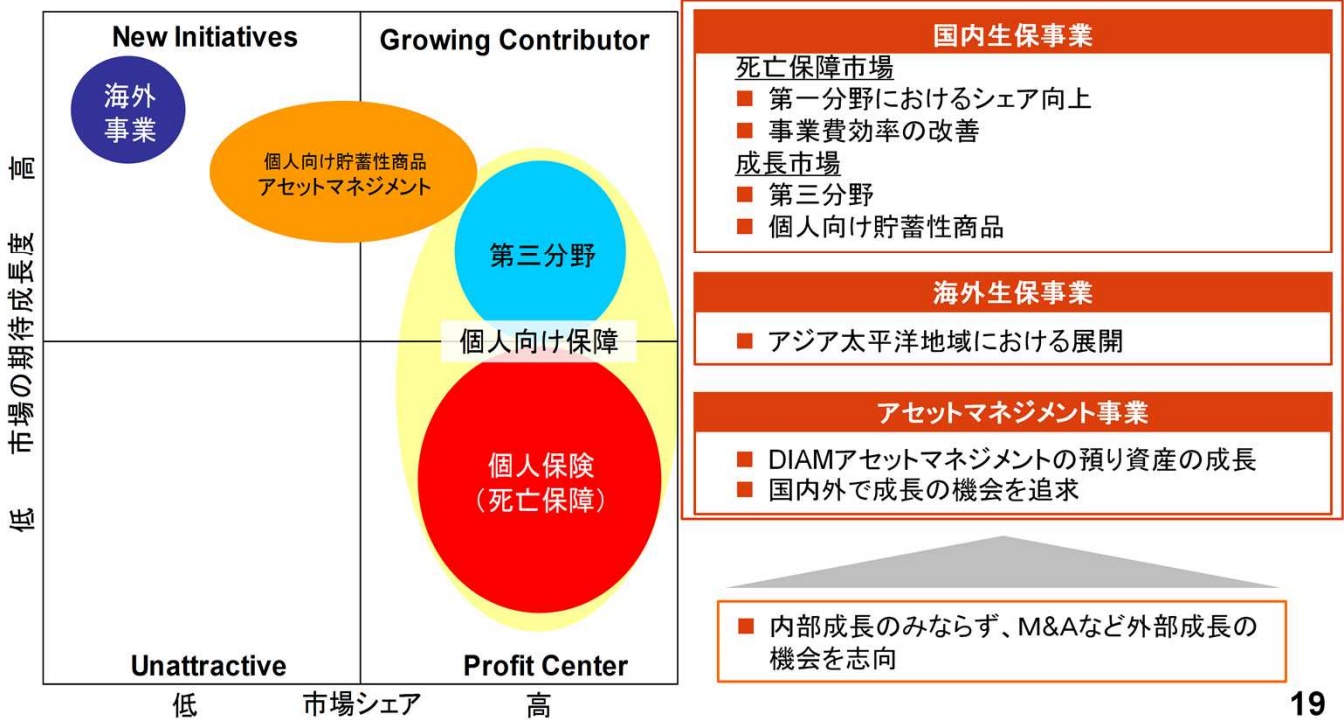 New Initiatives
Growing Contributor
海外
事業
個人向け貯蓄性商品
アセットマネジメント
第三分野
個人向け保障
個人保険
（死亡保障）
Unattractive
Profit Center
低 市場の期待成長度 高
低 市場シェア 高
国内生保事業
死亡保障市場
■ 第一分野におけるシェア向上
■ 事業費効率の改善
成長市場
■ 第三分野
■ 個人向け貯蓄性商品
海外生保事業
■ アジア太平洋地域における展開
アセットマネジメント事業
■ DIAMアセットマネジメントの預り資産の成長
■ 国内外で成長の機会を追求
■ 内部成長のみならず、M&Aなど外部成長の
機会を志向
19